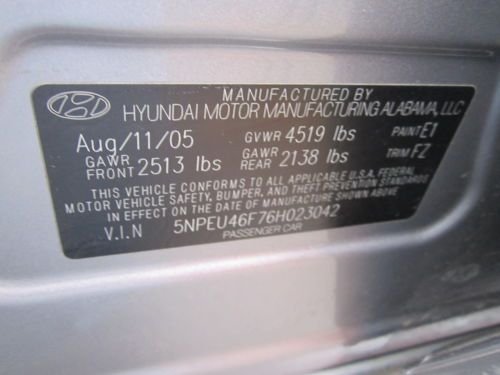 MANUFACTURED BY
HYUNDAI MOTOR MANUFACTURING ALABAMA, LLC
Aug/11/05 GVWR 4519 lbs PAINT E1
GAWR FRONT 2513 lbs GAWR REAR 2138 lbs TRIM FZ
THIS VEHICLE CONFORMS TO ALL APPLICABLE U.S.A. FEDERAL
MOTOR VEHICLE SAFETY, BUMPER, AND THEFT PREVENTION STANDARDS
IN EFFECT ON THE DATE OF MANUFACTURE SHOWN ABOVE
V.I.N 5NPEU46F76H023042
PASSENGER CAR